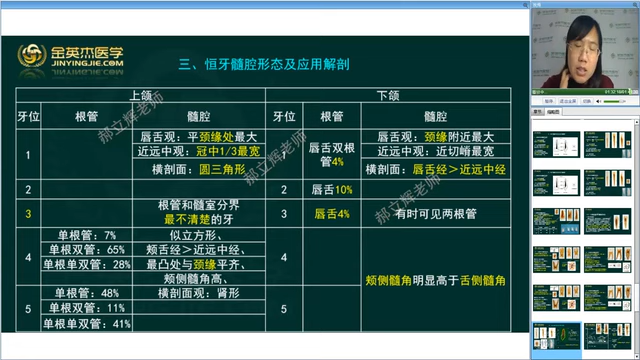 金英杰医学
JINYINGJIE.COM
三、恒牙髓腔形态及应用解剖
上颌
下颌
牙位
根管
髓腔
牙位
根管
髓腔
1
唇舌观：平颈缘处最大
近远中观：冠中1/3最宽
横剖面：圆三角形
唇舌双根管4%
唇舌观：颈缘附近最大
近远中观：近切嵴最宽
横剖面：唇舌经＞近远中经
2
2
唇舌10%
3
根管和髓室分界
最不清楚的牙
3
唇舌4%
有时可见两根管
4
单根管：7%
单根双管：65%
单根单双管：28%
似立方形、
颊舌经＞近远中经、
最凸处与颈缘平齐、
颊侧髓角高、
4
颊侧髓角明显高于舌侧髓角
5
单根管：48%
单根双管：11%
单根单双管：41%
横剖面观：肾形
5
郝立辉老师
郝立辉老师
郝立辉老师